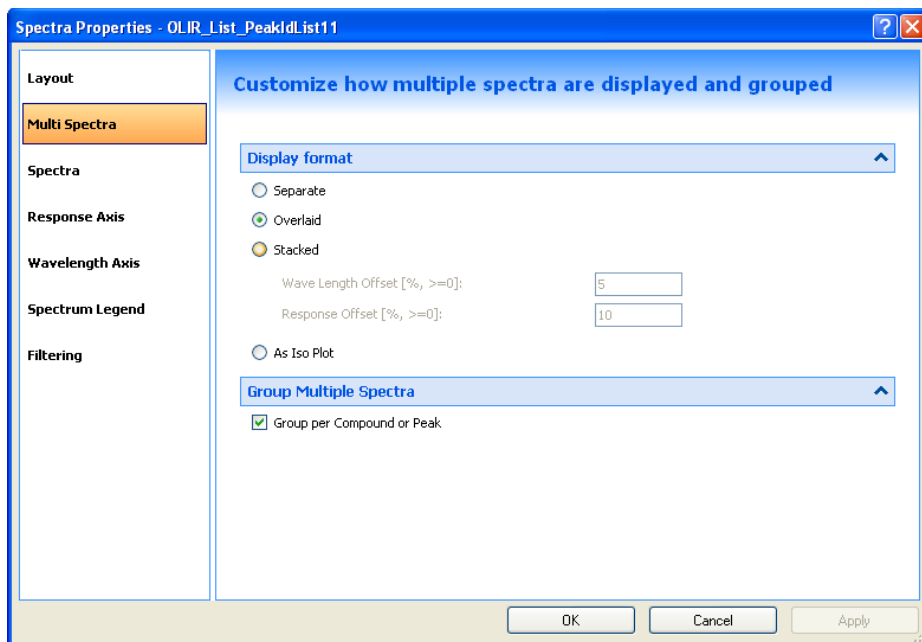 Spectra Properties - OLIR_List_PeakIdList11
Layout
Multi Spectra
Spectra
Response Axis
Wavelength Axis
Spectrum Legend
Filtering
Customize how multiple spectra are displayed and grouped
Display format
Separate
Overlaid
Stacked
Wave Length Offset [%, >=0]: 5
Response Offset [%, >=0]: 10
As Iso Plot
Group Multiple Spectra
Group per Compound or Peak
OK Cancel Apply